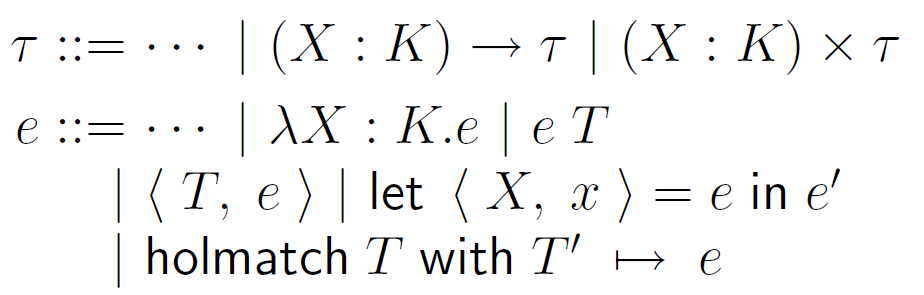 τ ::= ··· | (X : K) → τ | (X : K) × τ
e ::= ··· | λX : K.e | e T
| ⟨ T, e ⟩ | let ⟨ X, x ⟩ = e in e′
| holmatch T with T′ ↦ e